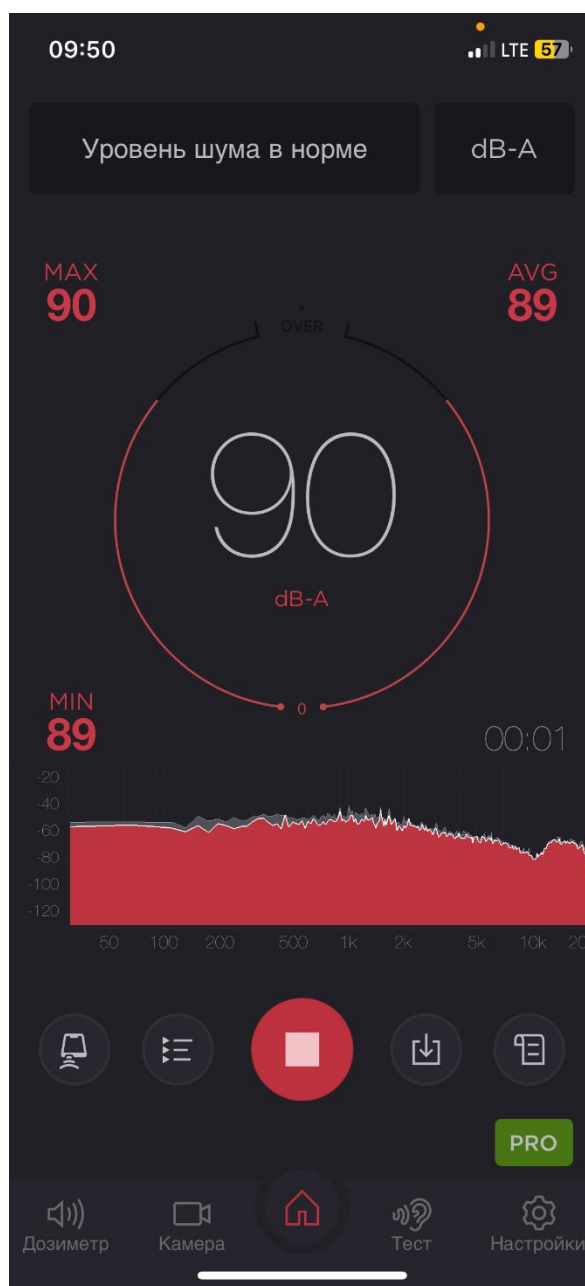 09:50
LTE 57
Уровень шума в норме
dB-A
MAX
90
AVG
89
OVER
90
dB-A
MIN
89
0
00:01
-20
-40
-60
-80
-100
-120
50 100 200 500 1k 2k 5k 10k 20
PRO
Дозиметр Камера Тест Настройки